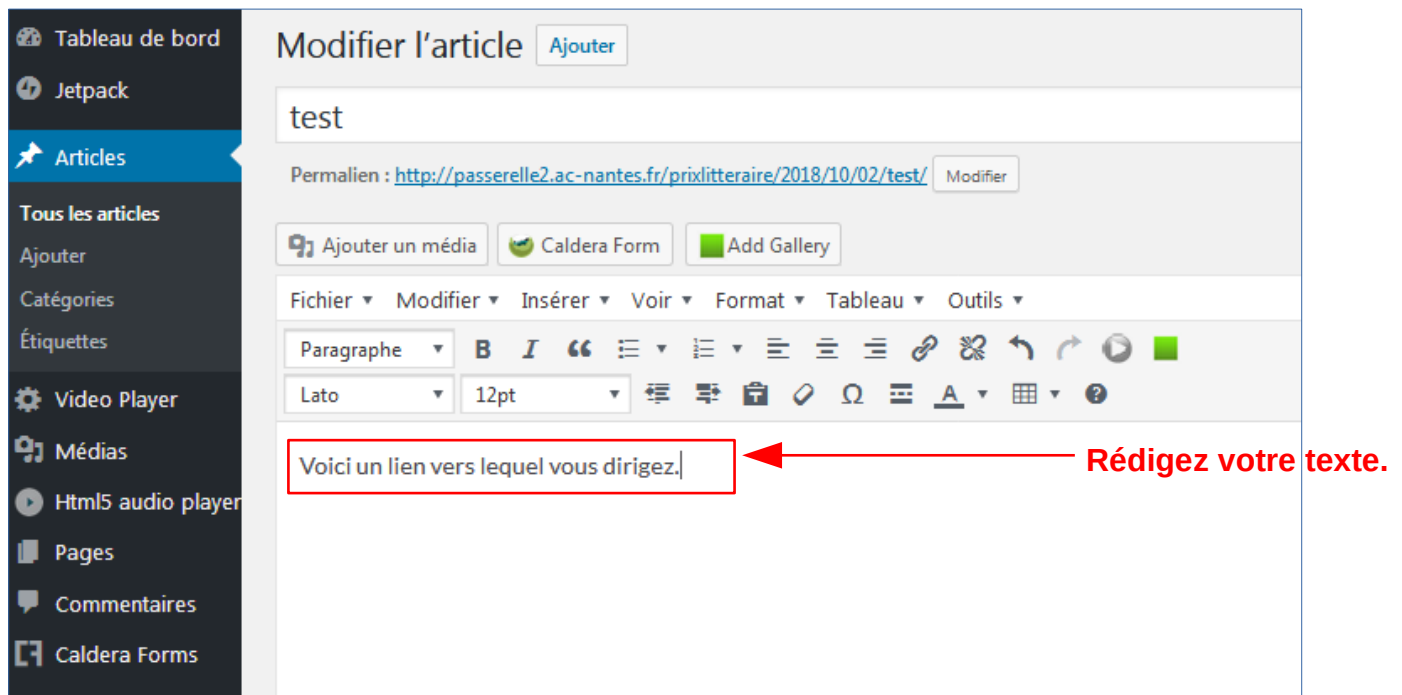 Tableau de bord
Jetpack
Articles
Tous les articles
Ajouter
Catégories
Étiquettes
Video Player
Médias
Html5 audio player
Pages
Commentaires
Caldera Forms
Modifier l'article Ajouter
test
Permalien : http://passerelle2.ac-nantes.fr/prixlitteraire/2018/10/02/test/ Modifier
Ajouter un média Caldera Form Add Gallery
Fichier Modifier Insérer Voir Format Tableau Outils
Paragraphe B I
Lato 12pt Ω A
Voici un lien vers lequel vous dirigez.
Rédigez votre texte.